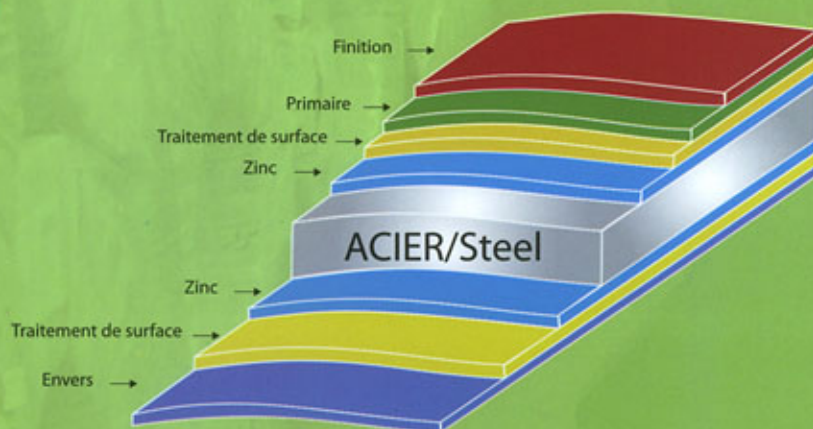 Finition
Primaire
Traitement de surface
Zinc
ACIER/Steel
Zinc
Traitement de surface
Envers